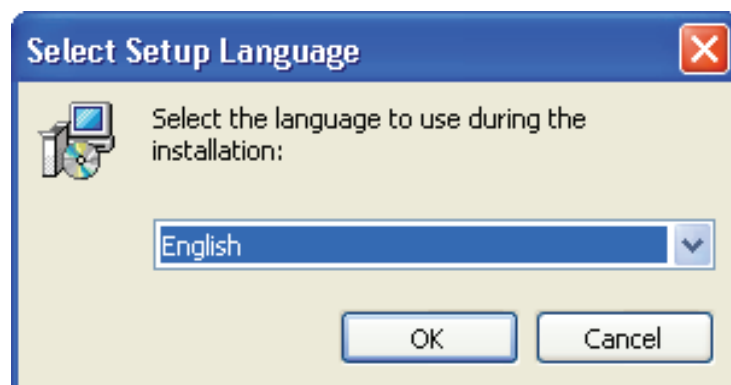 Select Setup Language
Select the language to use during the
installation:
English
OK
Cancel